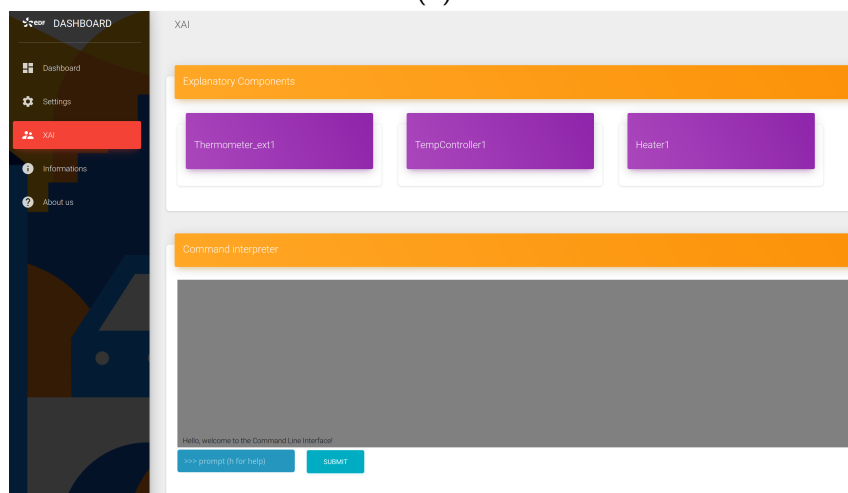 edf DASHBOARD
XAI
Dashboard
Settings
XAI
Informations
About us
Explanatory Components
Thermometer_ext1
TempController1
Heater1
Command interpreter
Hello, welcome to the Command Line Interface!
>>> prompt (h for help)
SUBMIT